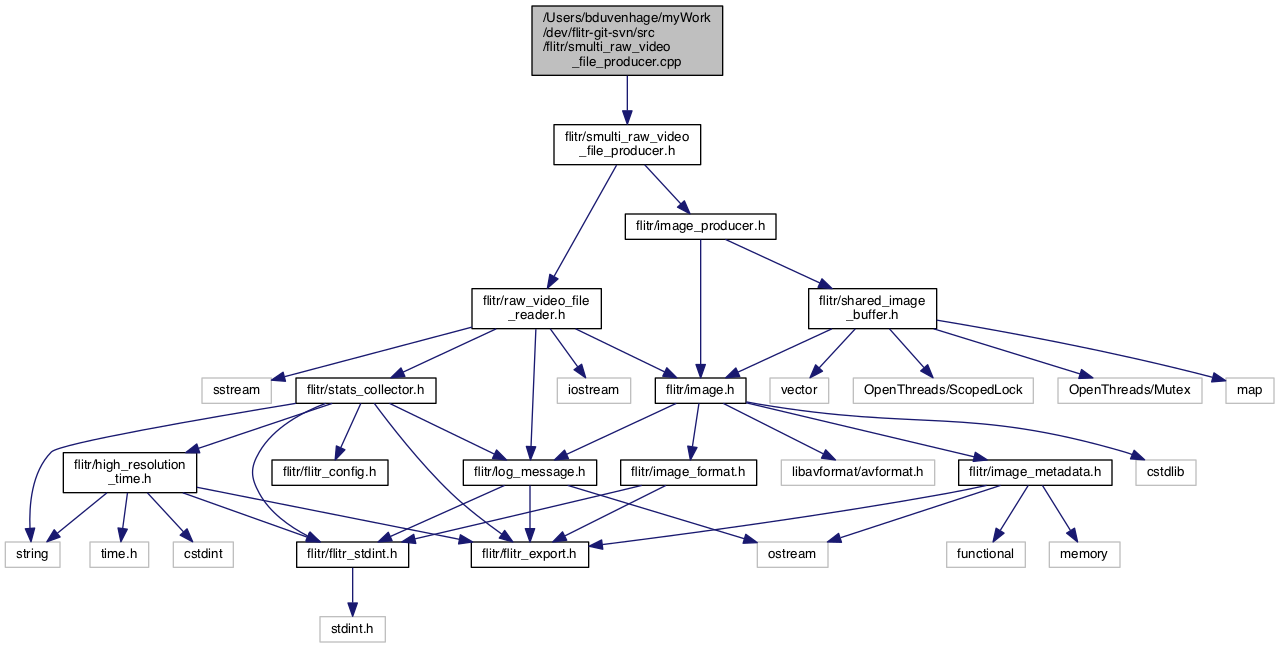 /Users/bduvenhage/myWork
/dev/flitr-git-svn/src
/flitr/smulti_raw_video
_file_producer.cpp
flitr/smulti_raw_video
_file_producer.h
flitr/image_producer.h
flitr/raw_video_file
_reader.h
flitr/shared_image
_buffer.h
sstream
flitr/stats_collector.h
iostream
flitr/image.h
vector
OpenThreads/ScopedLock
OpenThreads/Mutex
map
flitr/high_resolution
_time.h
flitr/flitr_config.h
flitr/log_message.h
flitr/image_format.h
libavformat/avformat.h
flitr/image_metadata.h
cstdlib
string
time.h
cstdint
flitr/flitr_stdint.h
flitr/flitr_export.h
ostream
functional
memory
stdint.h